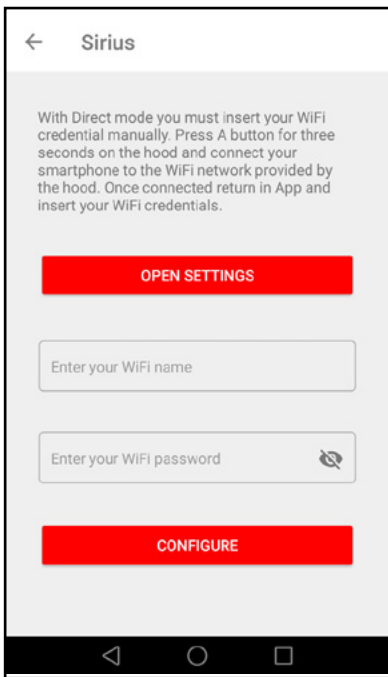 Sirius
With Direct mode you must insert your WiFi
credential manually. Press A button for three
seconds on the hood and connect your
smartphone to the WiFi network provided by
the hood. Once connected return in App and
insert your WiFi credentials.
OPEN SETTINGS
Enter your WiFi name
Enter your WiFi password
CONFIGURE